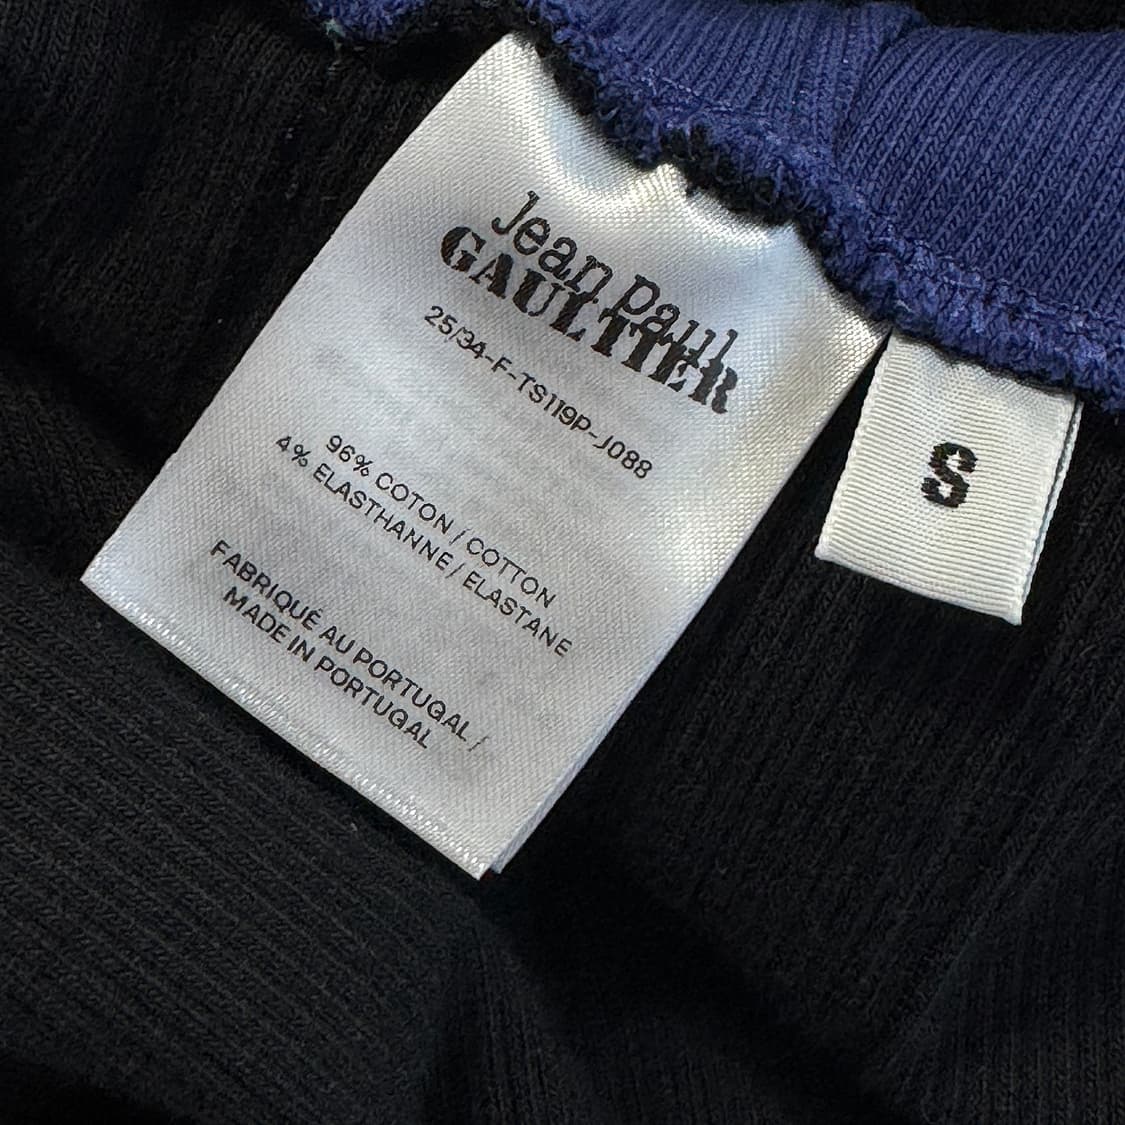 Jean Paul
GAULTIER
25/34-F-TS119P-J088
96% COTON / COTTON
4% ELASTHANNE / ELASTANE
FABRIQUÉ AU PORTUGAL /
MADE IN PORTUGAL
S